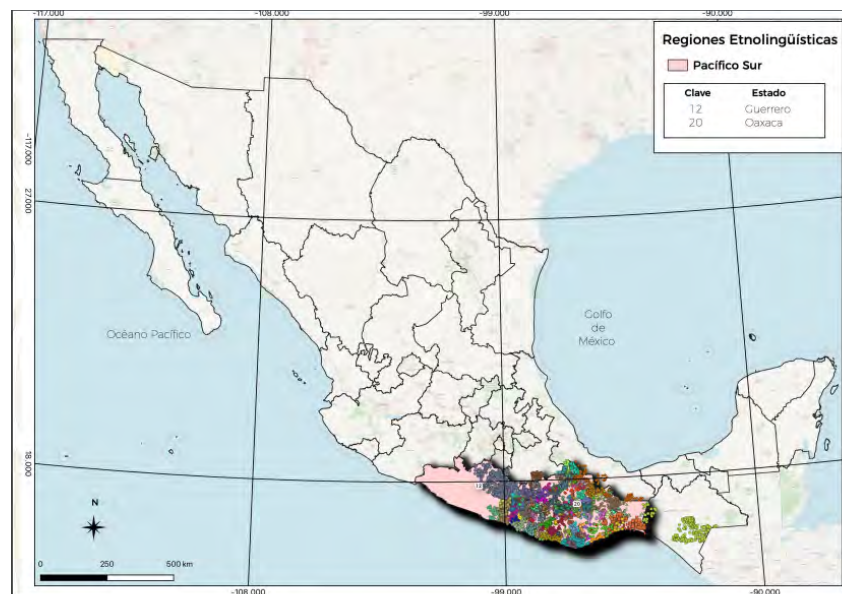 -117.000
-108.000
-99.000
-90.000
Regiones Etnolingüísticas
Pacífico Sur
Clave Estado
12 Guerrero
20 Oaxaca
-117.000
27.000
Golfo
de
México
Océano Pacífico
18.000
12
20
N
0 250 500 km
-108.000
-99.000
-90.000